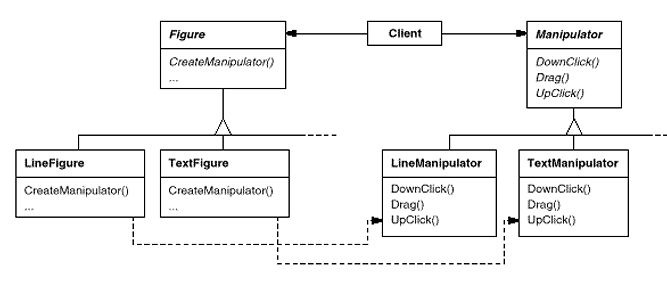 Figure
CreateManipulator()
...
Client
Manipulator
DownClick()
Drag()
UpClick()
LineFigure
CreateManipulator()
...
TextFigure
CreateManipulator()
...
LineManipulator
DownClick()
Drag()
UpClick()
TextManipulator
DownClick()
Drag()
UpClick()